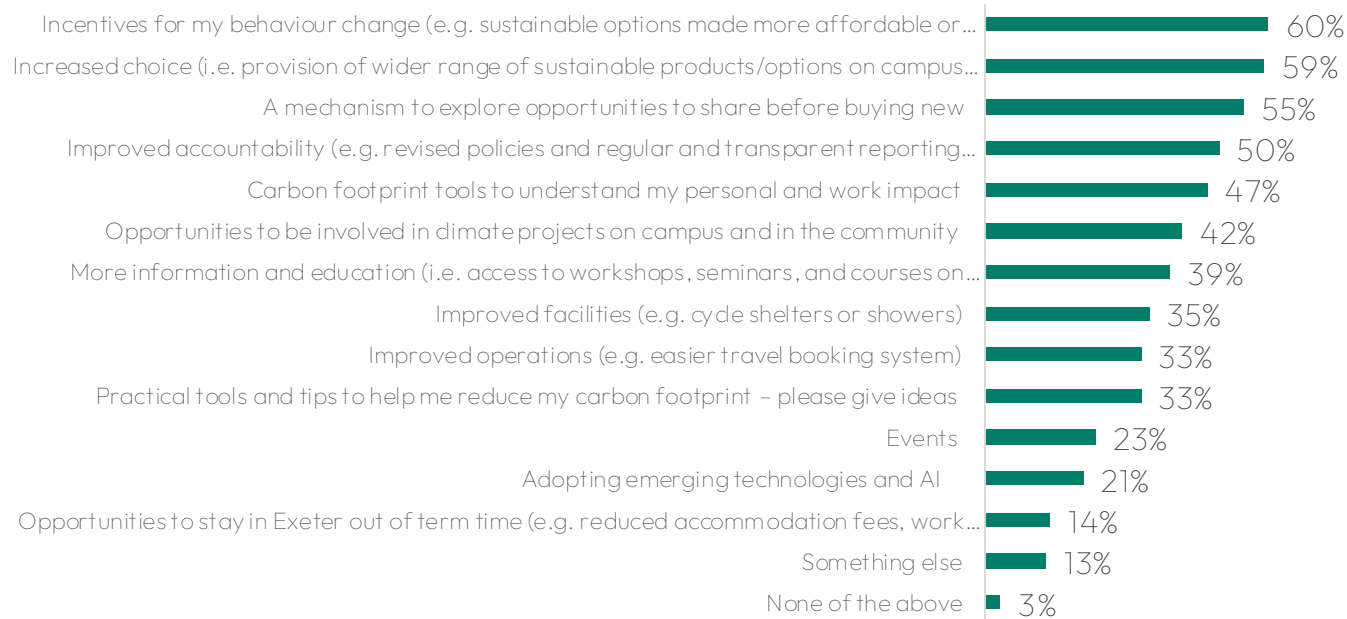 Incentives for my behaviour change (e.g. sustainable options made more affordable or... 60%
Increased choice (i.e. provision of wider range of sustainable products/options on campus... 59%
A mechanism to explore opportunities to share before buying new 55%
Improved accountability (e.g. revised policies and regular and transparent reporting... 50%
Carbon footprint tools to understand my personal and work impact 47%
Opportunities to be involved in climate projects on campus and in the community 42%
More information and education (i.e. access to workshops, seminars, and courses on... 39%
Improved facilities (e.g. cycle shelters or showers) 35%
Improved operations (e.g. easier travel booking system) 33%
Practical tools and tips to help me reduce my carbon footprint – please give ideas 33%
Events 23%
Adopting emerging technologies and AI 21%
Opportunities to stay in Exeter out of term time (e.g. reduced accommodation fees, work... 14%
Something else 13%
None of the above 3%